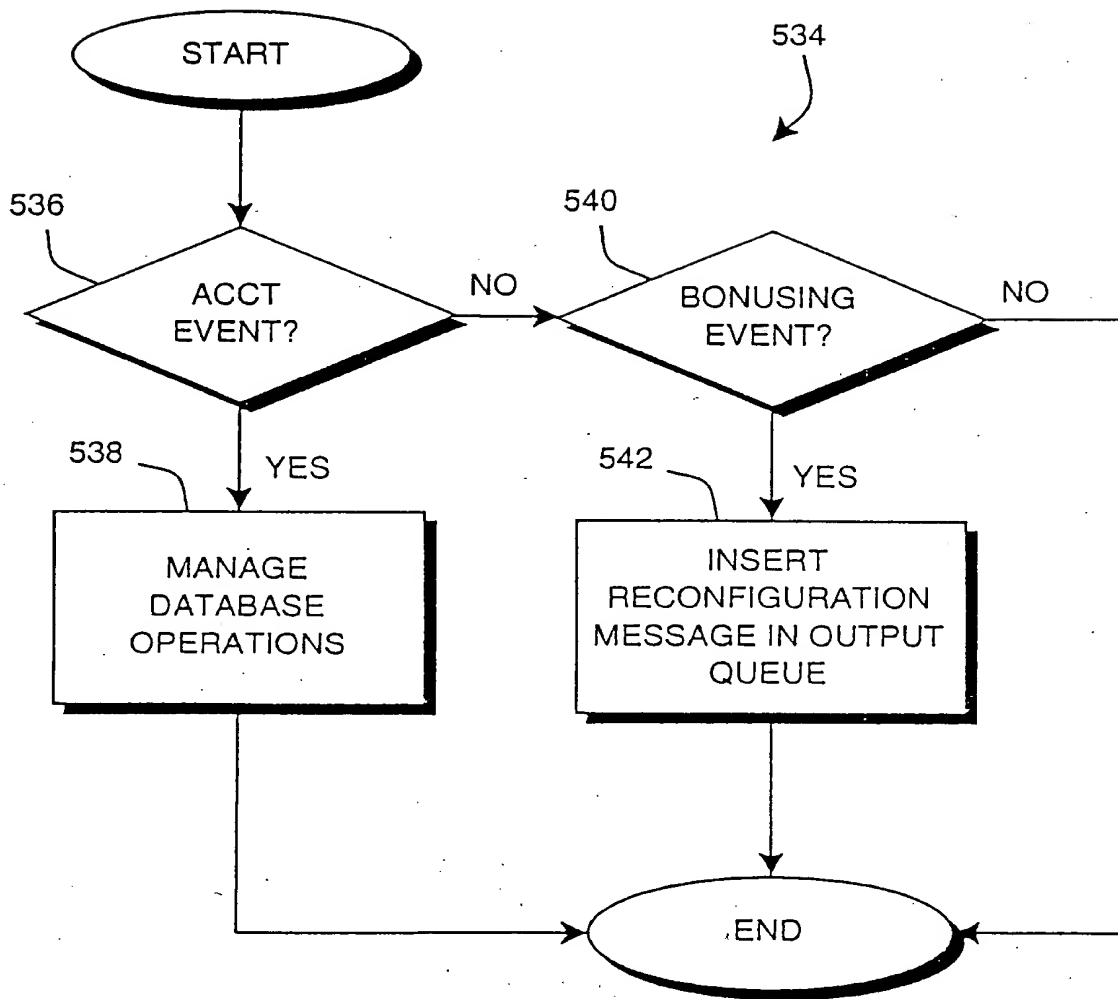 START
534
536
ACCT
EVENT?
NO
540
BONUSING
EVENT?
NO
538
YES
542
YES
MANAGE
DATABASE
OPERATIONS
INSERT
RECONFIGURATION
MESSAGE IN OUTPUT
QUEUE
END